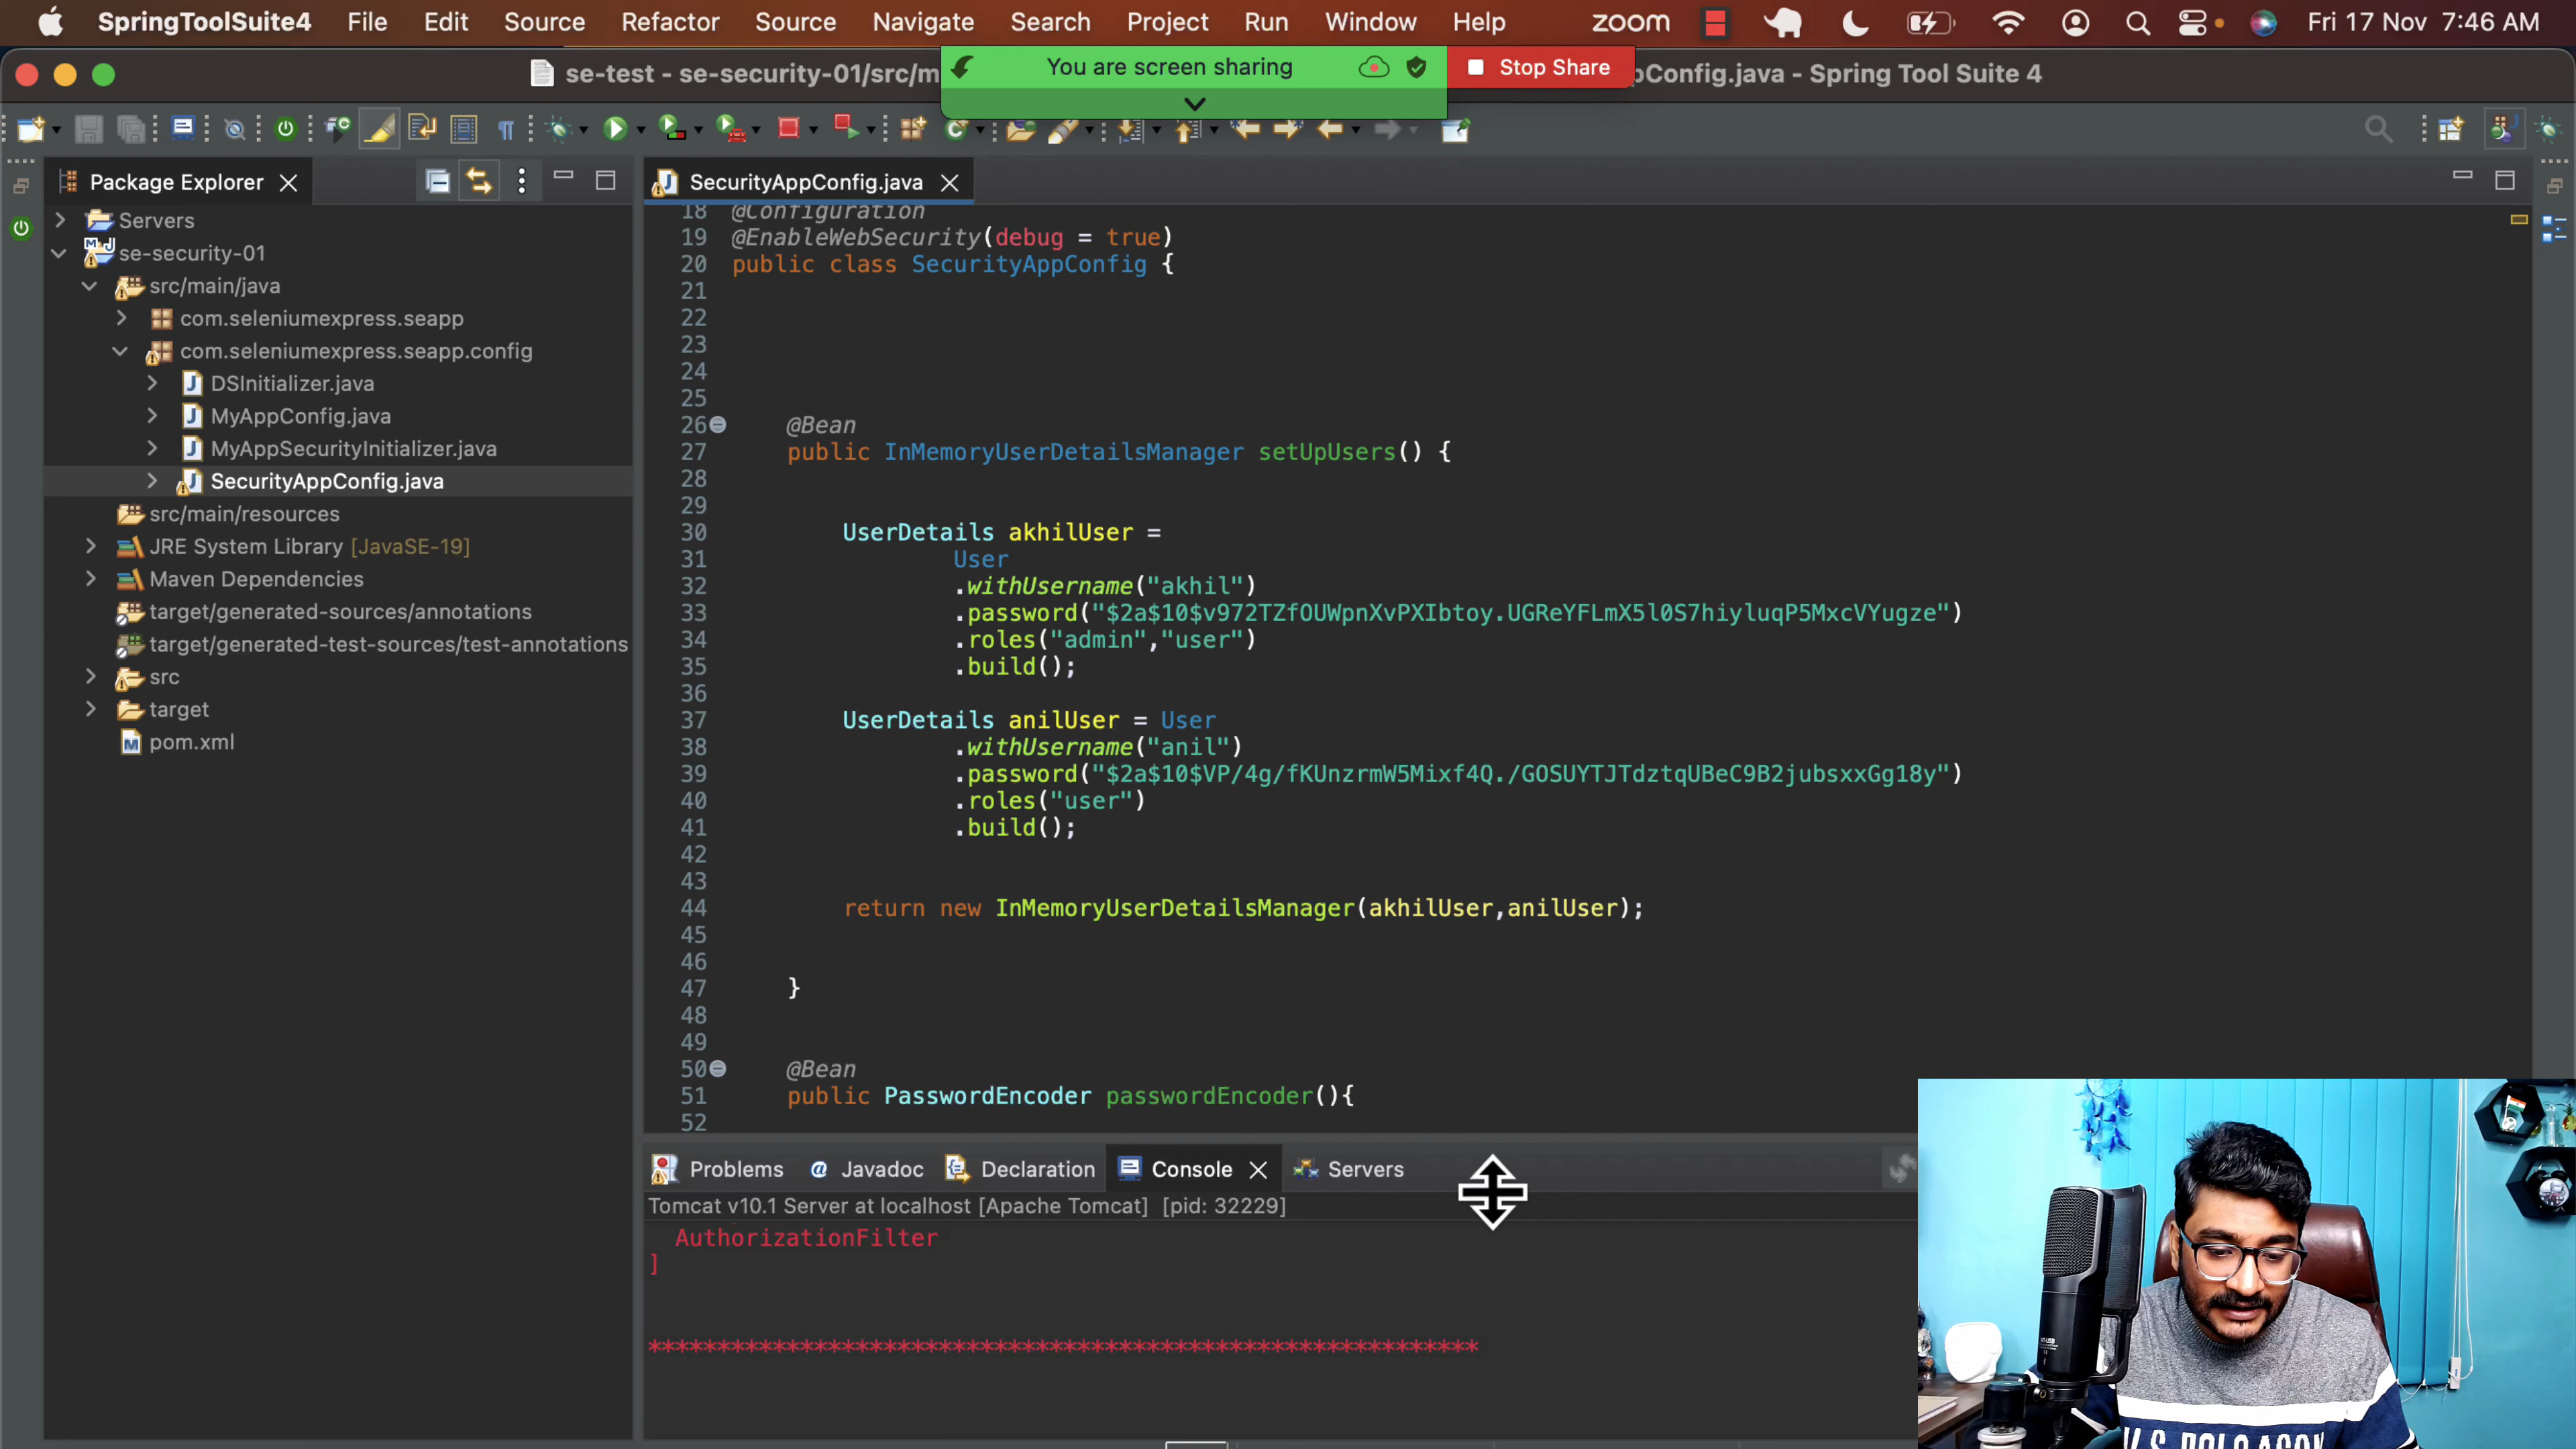 SpringToolSuite4 File Edit Source Refactor Source Navigate Search Project Run Window Help zoom Fri 17 Nov 7:46 AM
se-test - se-security-01/src/m You are screen sharing Stop Share pConfig.java - Spring Tool Suite 4
Package Explorer
Servers
se-security-01
src/main/java
com.seleniumexpress.seapp
com.seleniumexpress.seapp.config
DSInitializer.java
MyAppConfig.java
MyAppSecurityInitializer.java
SecurityAppConfig.java
src/main/resources
JRE System Library [JavaSE-19]
Maven Dependencies
target/generated-sources/annotations
target/generated-test-sources/test-annotations
src
target
pom.xml
SecurityAppConfig.java
18 @Configuration
19 @EnableWebSecurity(debug = true)
20 public class SecurityAppConfig {
21
22
23
24
25
26 @Bean
27 public InMemoryUserDetailsManager setUpUsers() {
28
29
30 UserDetails akhilUser =
31 User
32 .withUsername("akhil")
33 .password("$2a$10$v972TZfOUWpnXvPXIbtoy.UGReYFLmX5l0S7hiyluqP5MxcVYugze")
34 .roles("admin","user")
35 .build();
36
37 UserDetails anilUser = User
38 .withUsername("anil")
39 .password("$2a$10$VP/4g/fKUnzrmW5Mixf4Q./GOSUYTJTdztqUBeC9B2jubsxxGg18y")
40 .roles("user")
41 .build();
42
43
44 return new InMemoryUserDetailsManager(akhilUser,anilUser);
45
46
47 }
48
49
50 @Bean
51 public PasswordEncoder passwordEncoder(){
52
Problems Javadoc Declaration Console Servers
Tomcat v10.1 Server at localhost [Apache Tomcat] [pid: 32229]
AuthorizationFilter
]
************************************************************